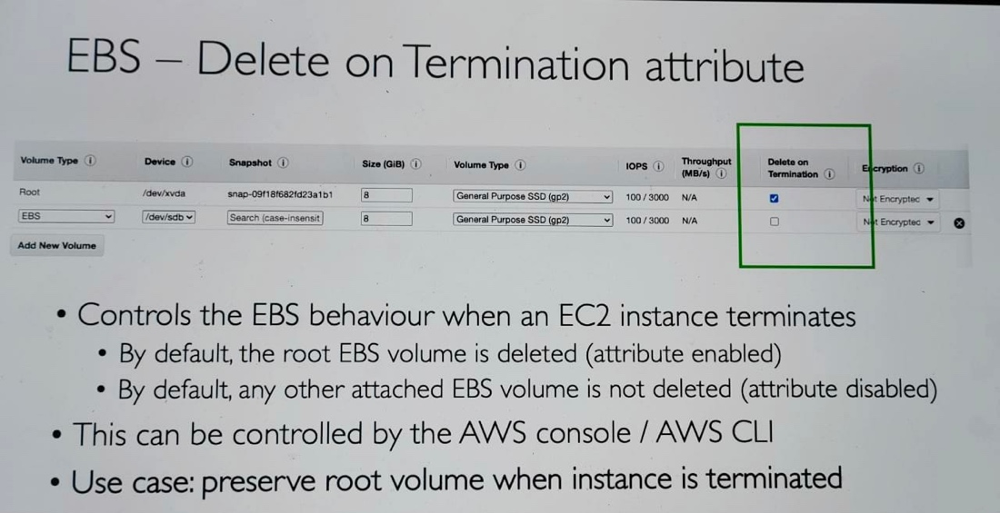 EBS – Delete on Termination attribute
Volume Type Device Snapshot Size (GiB) Volume Type IOPS Throughput (MB/s) Delete on Termination Encryption
Root /dev/xvda snap-09f18f682fd23a1b1 8 General Purpose SSD (gp2) 100 / 3000 N/A Not Encrypted
EBS /dev/sdb Search (case-insensit 8 General Purpose SSD (gp2) 100 / 3000 N/A Not Encrypted
Add New Volume
• Controls the EBS behaviour when an EC2 instance terminates
• By default, the root EBS volume is deleted (attribute enabled)
• By default, any other attached EBS volume is not deleted (attribute disabled)
• This can be controlled by the AWS console / AWS CLI
• Use case: preserve root volume when instance is terminated